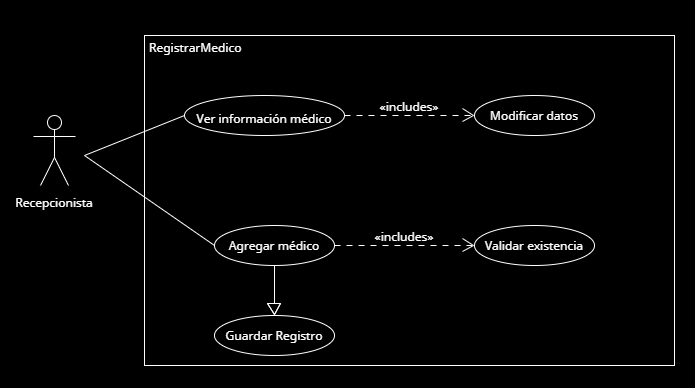 RegistrarMedico
Ver información médico
«includes»
Modificar datos
Recepcionista
Agregar médico
«includes»
Validar existencia
Guardar Registro